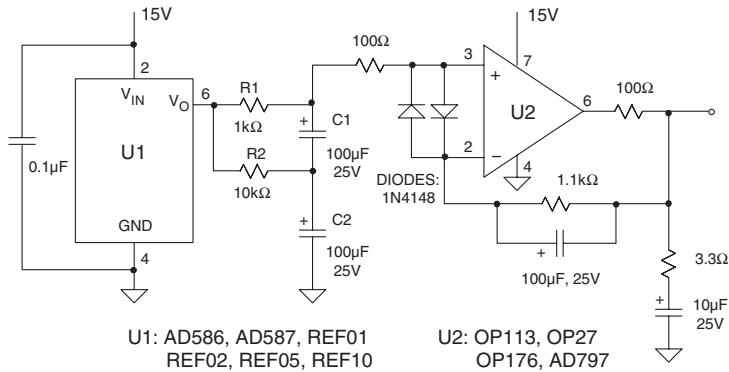 15V
15V
100Ω
2
V_IN
V_O
6
R1
1kΩ
C1
100µF
25V
R2
10kΩ
U1
0.1µF
GND
4
C2
100µF
25V
3
+
7
U2
6
100Ω
2
−
4
DIODES:
1N4148
1.1kΩ
+
100µF, 25V
3.3Ω
+
10µF
25V
+
+
U1: AD586, AD587, REF01
REF02, REF05, REF10
U2: OP113, OP27
OP176, AD797